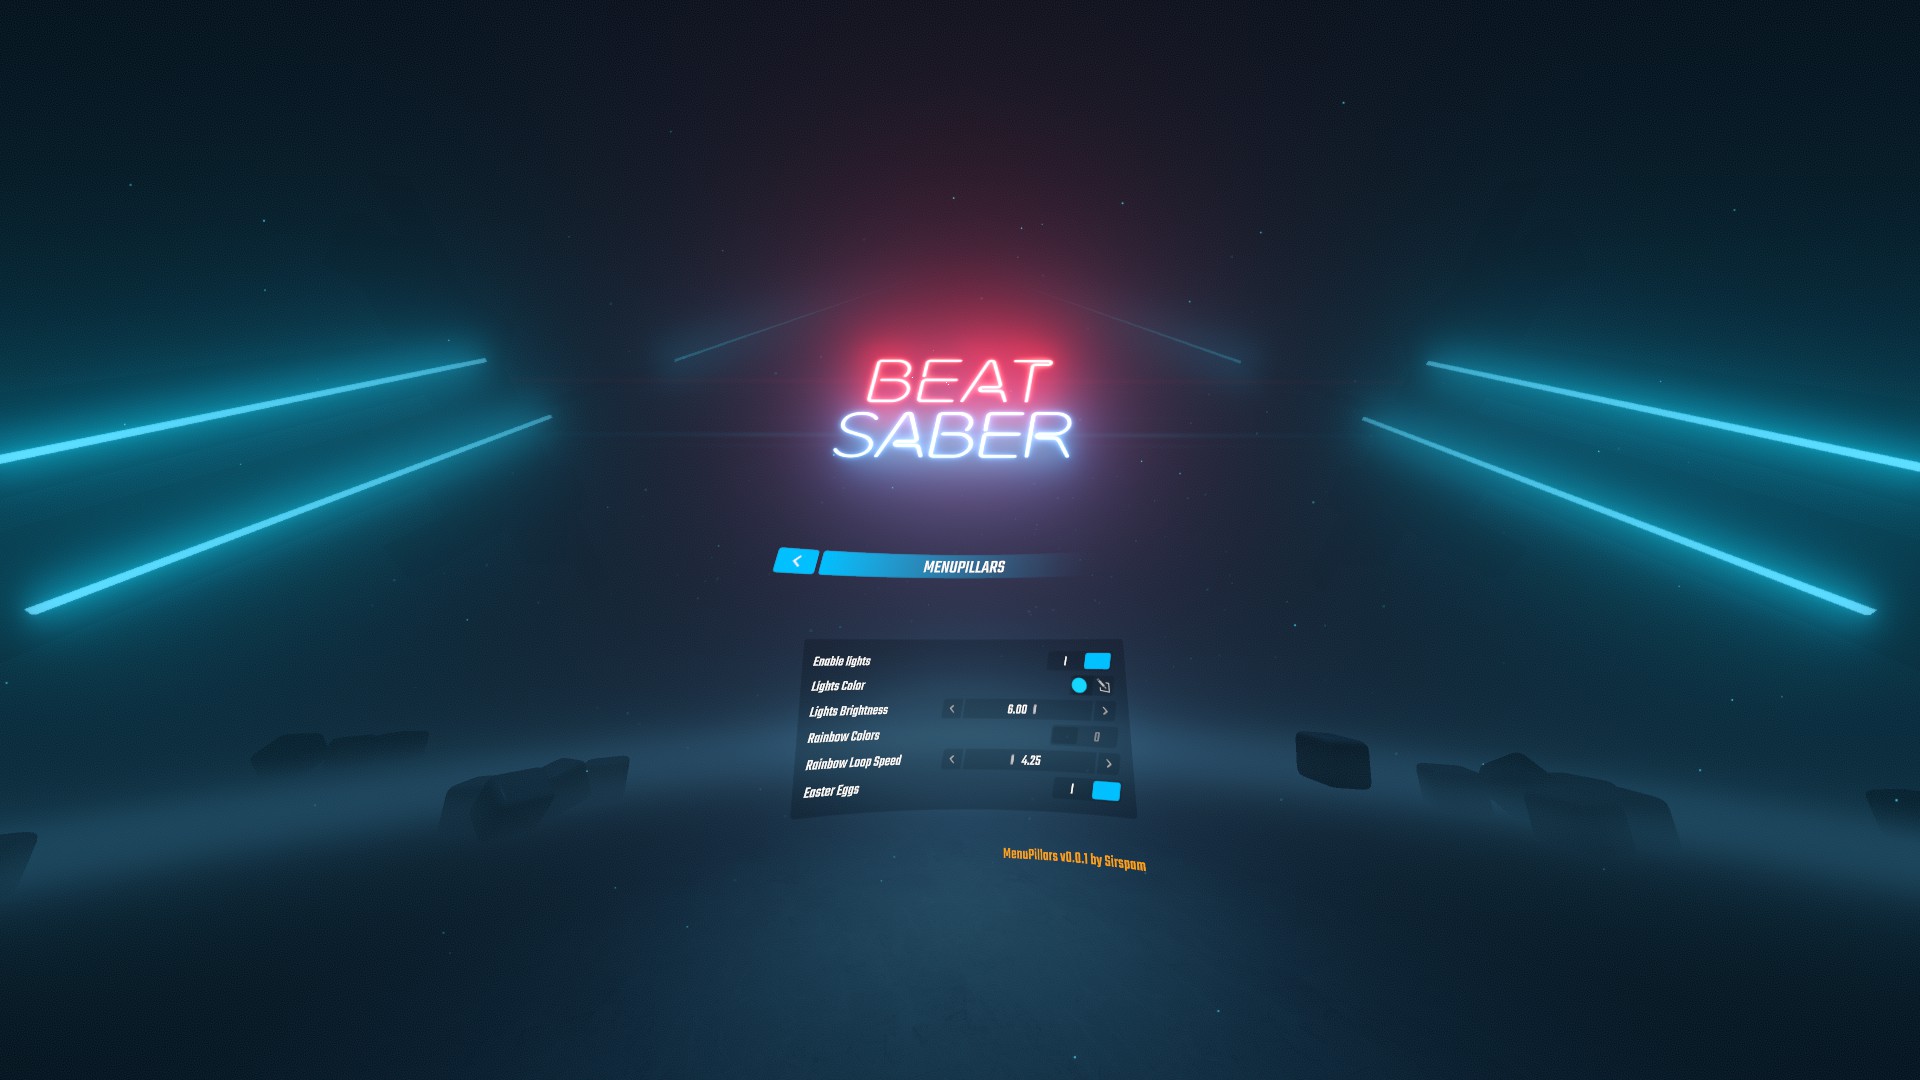 BEAT
SABER
MENUPILLARS
Enable lights
Lights Color
Lights Brightness 6.00
Rainbow Colors 0
Rainbow Loop Speed 4.25
Easter Eggs
MenuPillars v0.0.1 by Sirspam